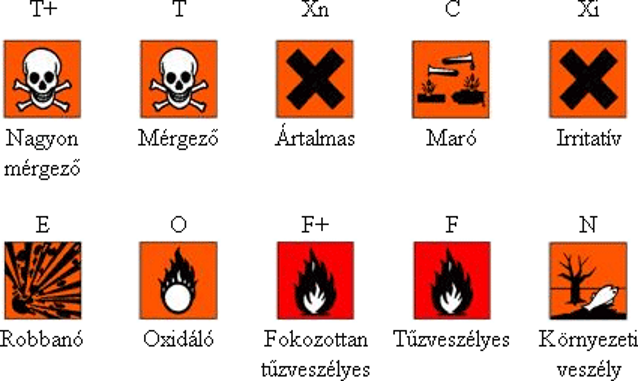 T+ T Xn C Xi
Nagyon Mérgező Ártalmas Maró Irritatív
mérgező
E O F+ F N
Robbanó Oxidáló Fokozottan Tűzveszélyes Környezeti
tűzveszélyes veszély